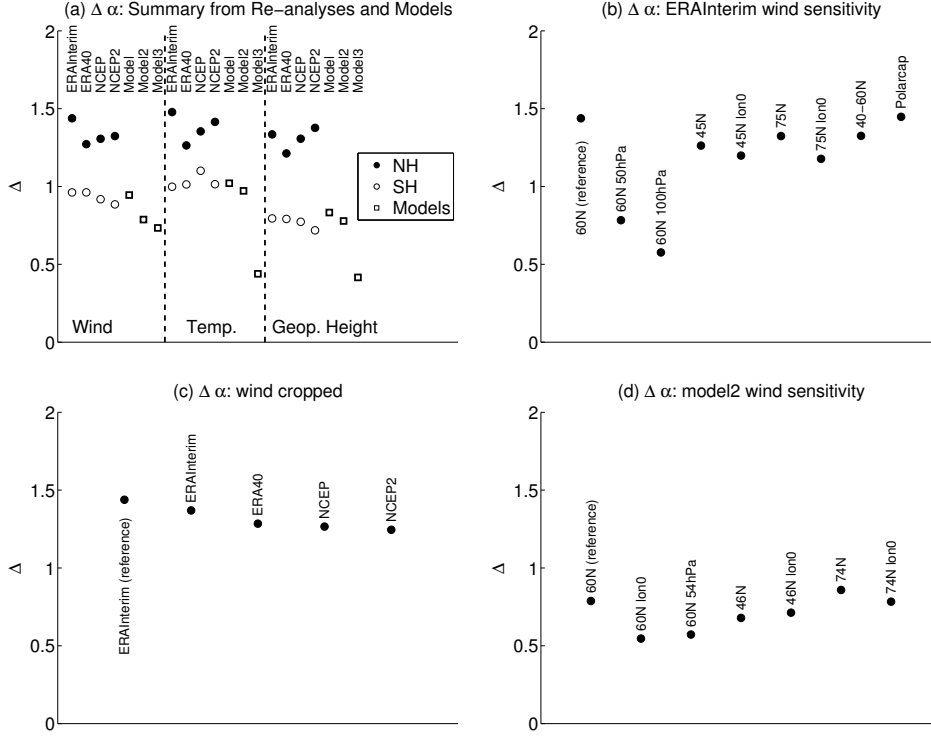 (a) Δ α: Summary from Re-analyses and Models
2
1.5
1
0.5
0
Δ
ERAInterim
ERA40
NCEP
NCEP2
Model
Model2
Model3
ERAInterim
ERA40
NCEP
NCEP2
Model
Model2
Model3
ERAInterim
ERA40
NCEP
NCEP2
Model
Model2
Model3
NH
SH
Models
Wind
Temp.
Geop. Height
(b) Δ α: ERAInterim wind sensitivity
2
1.5
1
0.5
0
Δ
60N (reference)
60N 50hPa
60N 100hPa
45N
45N lon0
75N
75N lon0
40−60N
Polarcap
(c) Δ α: wind cropped
2
1.5
1
0.5
0
Δ
ERAInterim (reference)
ERAInterim
ERA40
NCEP
NCEP2
(d) Δ α: model2 wind sensitivity
2
1.5
1
0.5
0
Δ
60N (reference)
60N lon0
60N 54hPa
46N
46N lon0
74N
74N lon0